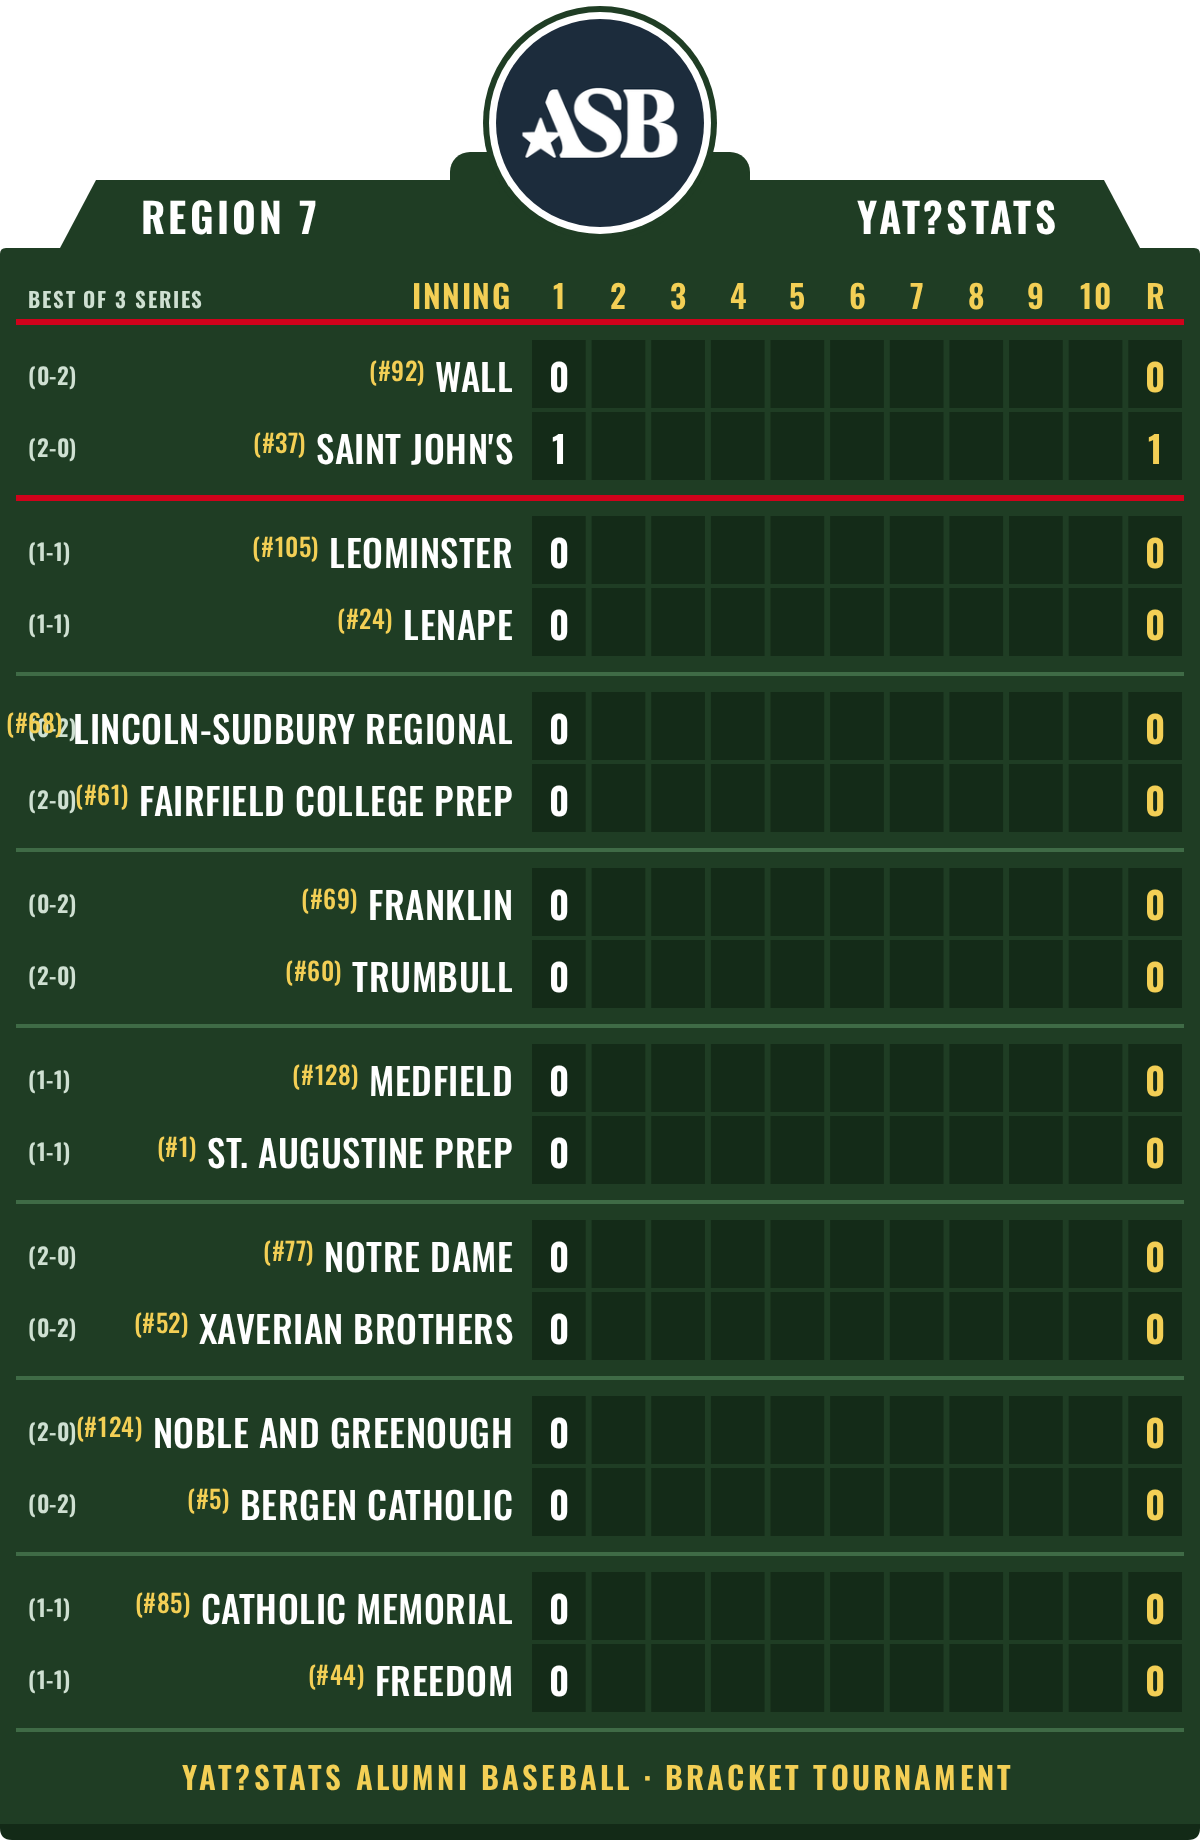 ASB
REGION 7 YAT?STATS
BEST OF 3 SERIES INNING 1 2 3 4 5 6 7 8 9 10 R
(0-2) (#92) WALL 0 0
(2-0) (#37) SAINT JOHN'S 1 1
(1-1) (#105) LEOMINSTER 0 0
(1-1) (#24) LENAPE 0 0
(0-2) (#68) LINCOLN-SUDBURY REGIONAL 0 0
(2-0) (#61) FAIRFIELD COLLEGE PREP 0 0
(0-2) (#69) FRANKLIN 0 0
(2-0) (#60) TRUMBULL 0 0
(1-1) (#128) MEDFIELD 0 0
(1-1) (#1) ST. AUGUSTINE PREP 0 0
(2-0) (#77) NOTRE DAME 0 0
(0-2) (#52) XAVERIAN BROTHERS 0 0
(2-0) (#124) NOBLE AND GREENOUGH 0 0
(0-2) (#5) BERGEN CATHOLIC 0 0
(1-1) (#85) CATHOLIC MEMORIAL 0 0
(1-1) (#44) FREEDOM 0 0
YAT?STATS ALUMNI BASEBALL · BRACKET TOURNAMENT